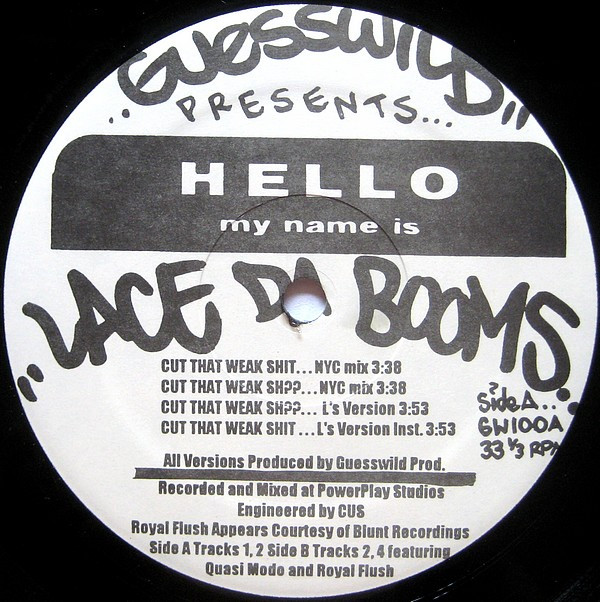 ..GUESSWILD,,
PRESENTS...
HELLO
my name is
,,LACE DA BOOMS..
CUT THAT WEAK SHIT...NYC mix 3:38
CUT THAT WEAK SH??...NYC mix 3:38
CUT THAT WEAK SH??... L's Version 3:53
CUT THAT WEAK SHIT ...L's Version Inst. 3:53
Side A..
GW100A
33 1/3 RPM
All Versions Produced by Guesswild Prod.
Recorded and Mixed at PowerPlay Studios
Engineered by CUS
Royal Flush Appears Courtesy of Blunt Recordings
Side A Tracks 1, 2 Side B Tracks 2, 4 featuring
Quasi Modo and Royal Flush